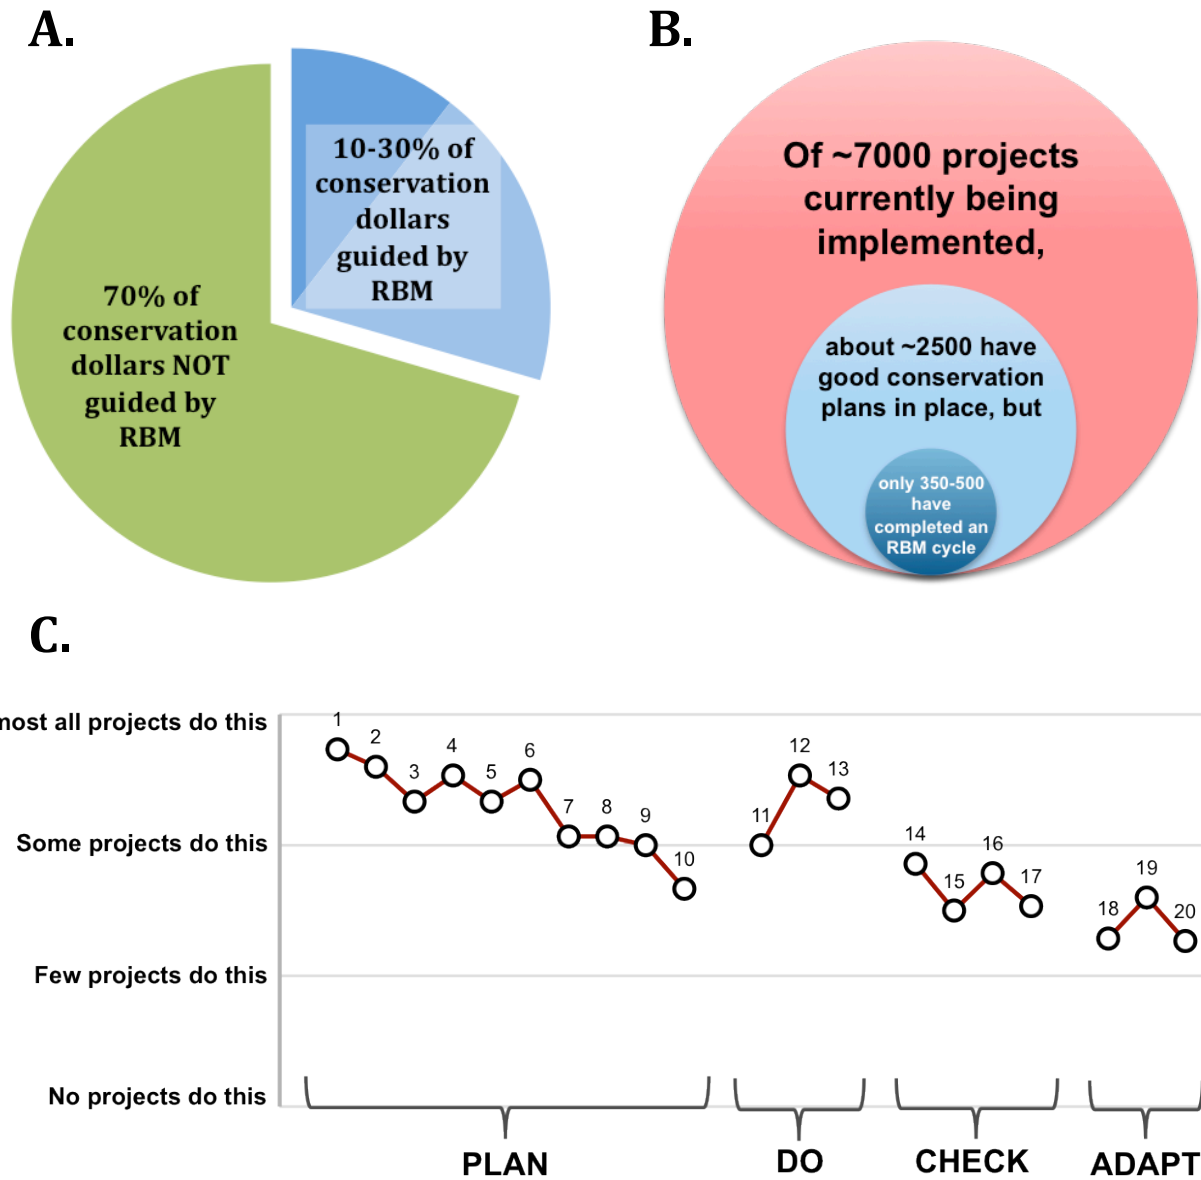 A.
10-30% of
conservation
dollars
guided by
RBM
70% of
conservation
dollars NOT
guided by
RBM
B.
Of ~7000 projects
currently being
implemented,
about ~2500 have
good conservation
plans in place, but
only 350-500
have
completed an
RBM cycle
C.
most all projects do this
Some projects do this
Few projects do this
No projects do this
1
2
3
4
5
6
7
8
9
10
11
12
13
14
15
16
17
18
19
20
PLAN
DO
CHECK
ADAPT